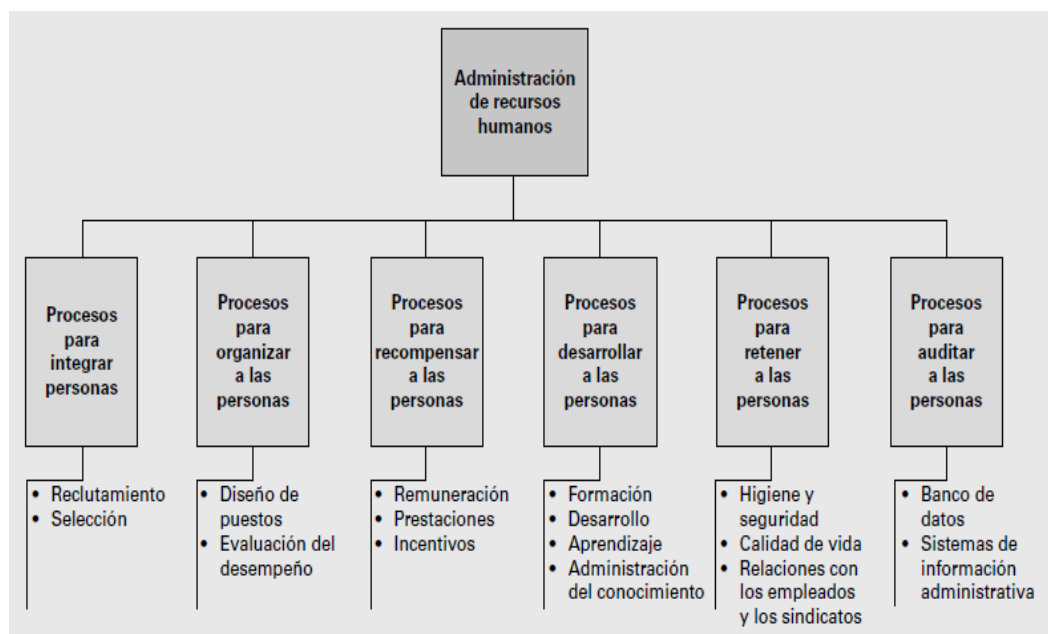 Administración
de recursos
humanos
Procesos
para
integrar
personas
Procesos
para
organizar
a las
personas
Procesos
para
recompensar
a las
personas
Procesos
para
desarrollar
a las
personas
Procesos
para
retener
a las
personas
Procesos
para
auditar
a las
personas
• Reclutamiento
• Selección
• Diseño de
puestos
• Evaluación del
desempeño
• Remuneración
• Prestaciones
• Incentivos
• Formación
• Desarrollo
• Aprendizaje
• Administración
del conocimiento
• Higiene y
seguridad
• Calidad de vida
• Relaciones con
los empleados
y los sindicatos
• Banco de
datos
• Sistemas de
información
administrativa